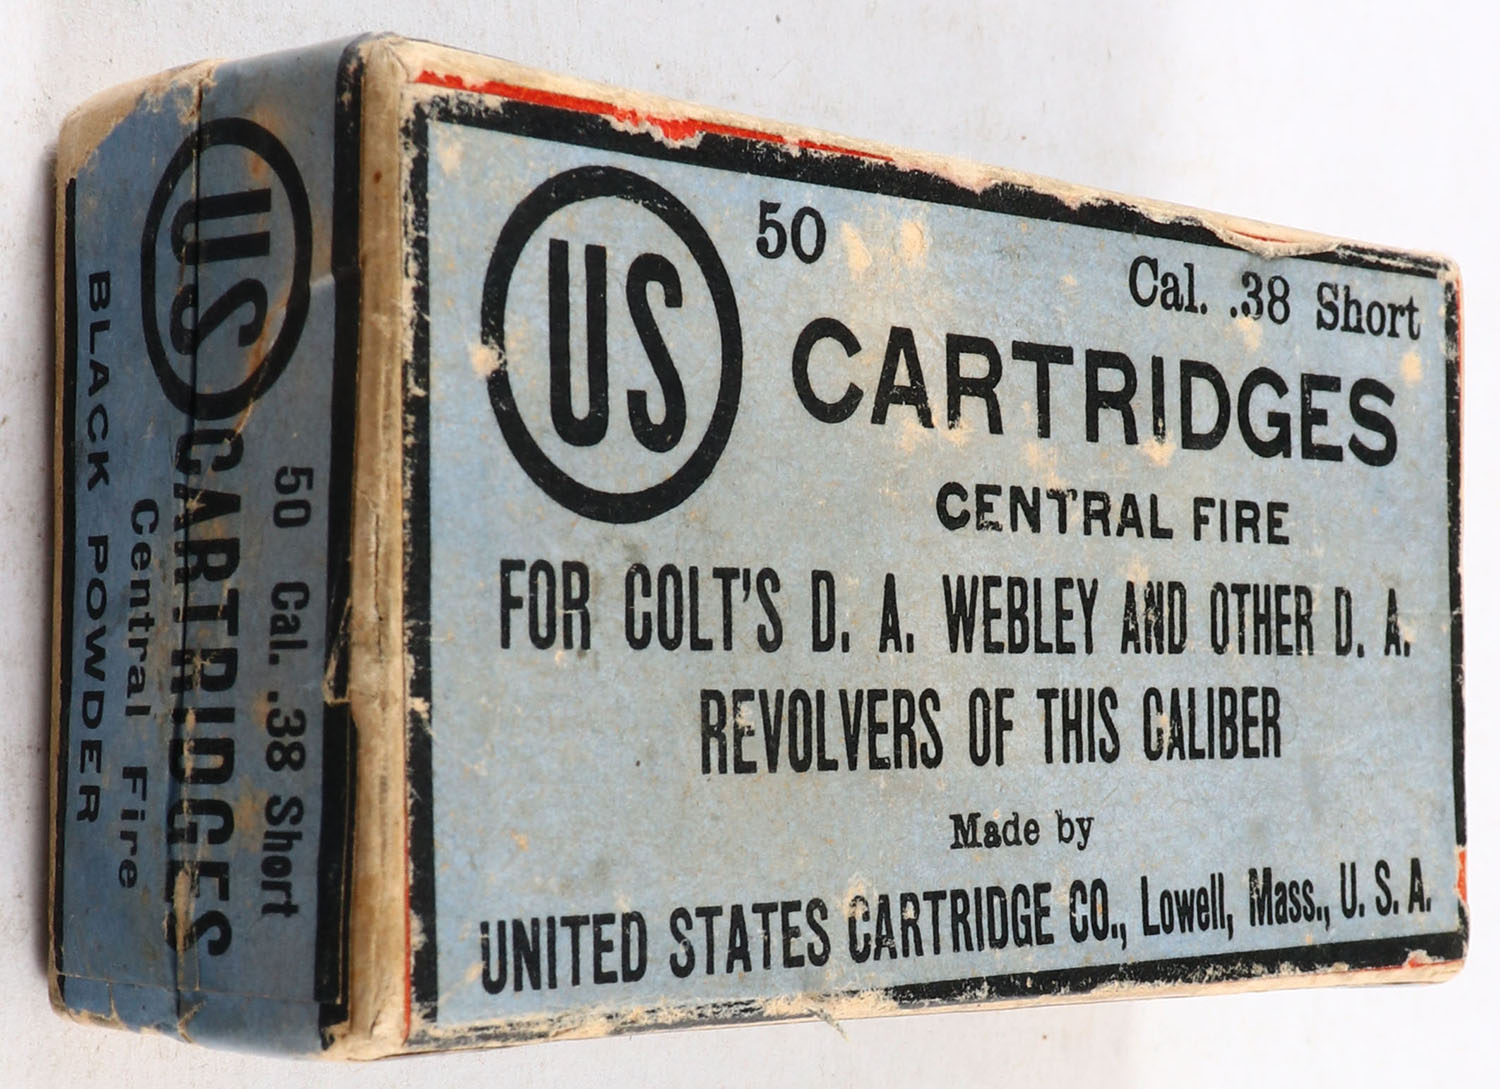 US
50
Cal. .38 Short
CARTRIDGES
CENTRAL FIRE
FOR COLT'S D. A. WEBLEY AND OTHER D. A.
REVOLVERS OF THIS CALIBER
Made by
UNITED STATES CARTRIDGE CO., Lowell, Mass., U. S. A.
US
50 Cal. .38 Short
CARTRIDGES
Central Fire
BLACK POWDER